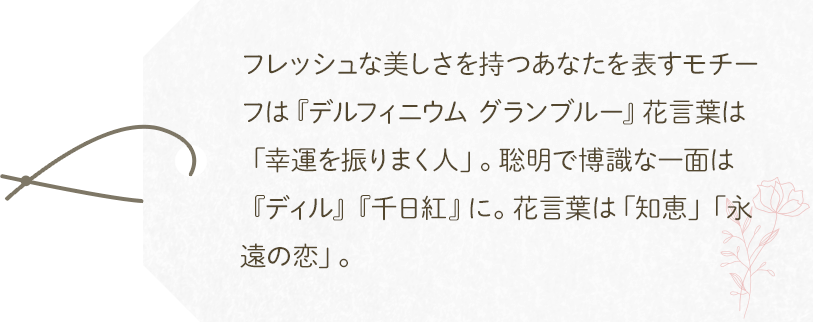 フレッシュな美しさを持つあなたを表すモチー
フは『デルフィニウム グランブルー』花言葉は
「幸運を振りまく人」。聡明で博識な一面は
『ディル』『千日紅』に。花言葉は「知恵」「永
遠の恋」。